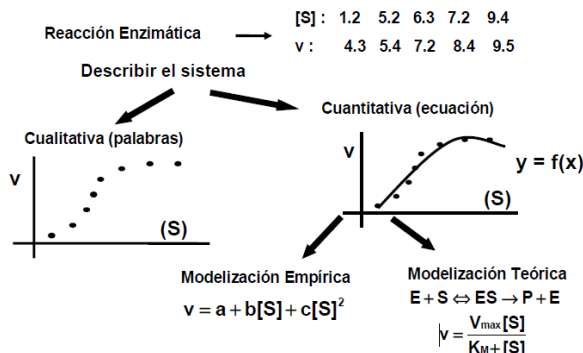 [S] : 1.2 5.2 6.3 7.2 9.4
Reacción Enzimática
v : 4.3 5.4 7.2 8.4 9.5
Describir el sistema
Cualitativa (palabras)
Cuantitativa (ecuación)
v
(S)
v
y = f(x)
(S)
Modelización Empírica
v = a + b[S] + c[S]²
Modelización Teórica
E + S ⇔ ES → P + E
v = Vmax[S] / KM + [S]